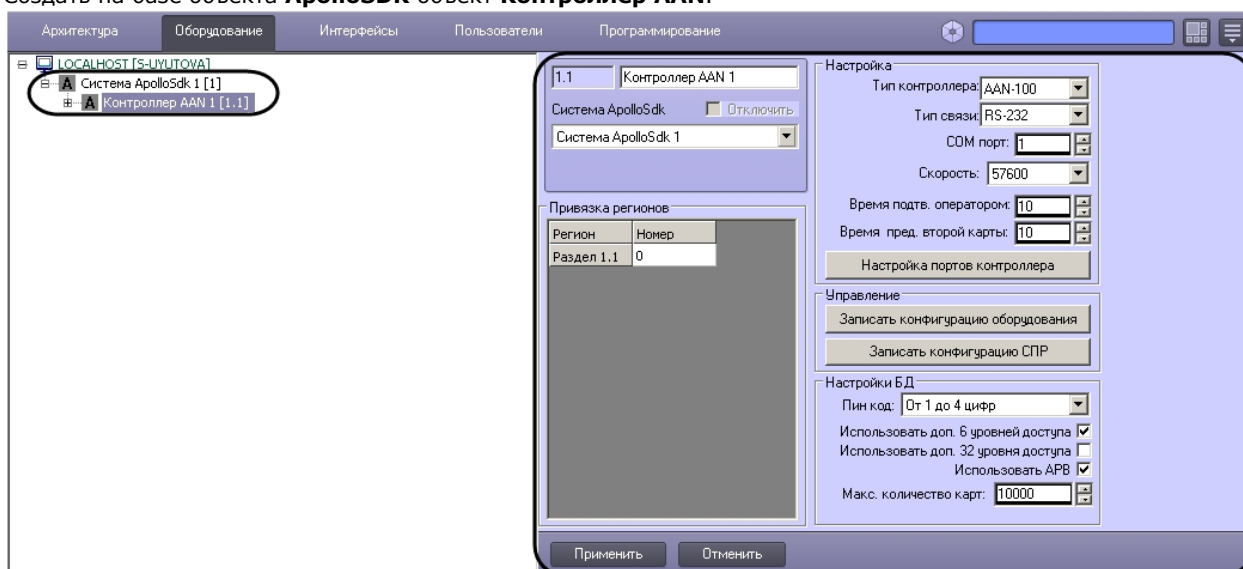 Создать на базе объекта ApolloSDK объект Контроллер AAN.
Архитектура Оборудование Интерфейсы Пользователи Программирование
LOCALHOST [S-UYUTOVA]
Система ApolloSdk 1 [1]
Контроллер AAN 1 [1.1]
1.1 Контроллер AAN 1
Система ApolloSdk Отключить
Система ApolloSdk 1
Привязка регионов
Регион Номер
Раздел 1.1 0
Настройка
Тип контроллера: AAN-100
Тип связи: RS-232
COM порт: 1
Скорость: 57600
Время подтв. оператором: 10
Время пред. второй карты: 10
Настройка портов контроллера
Управление
Записать конфигурацию оборудования
Записать конфигурацию СПР
Настройки БД
Пин код: От 1 до 4 цифр
Использовать доп. 6 уровней доступа
Использовать доп. 32 уровня доступа
Использовать APB
Макс. количество карт: 10000
Применить Отменить